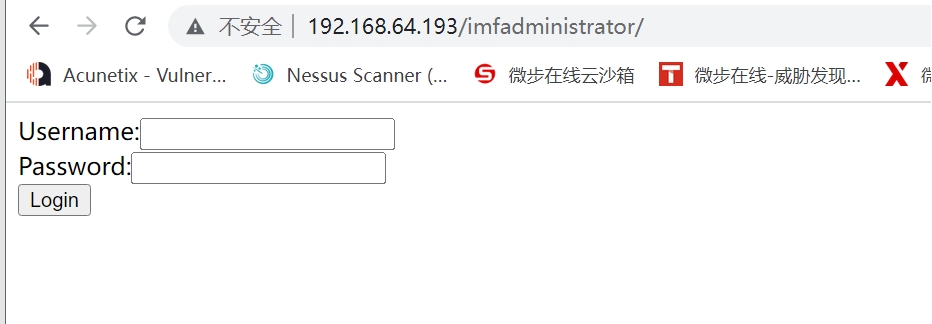 不安全 192.168.64.193/imfadministrator/
Acunetix - Vulner... Nessus Scanner (... 微步在线云沙箱 微步在线-威胁发现...
Username:
Password:
Login